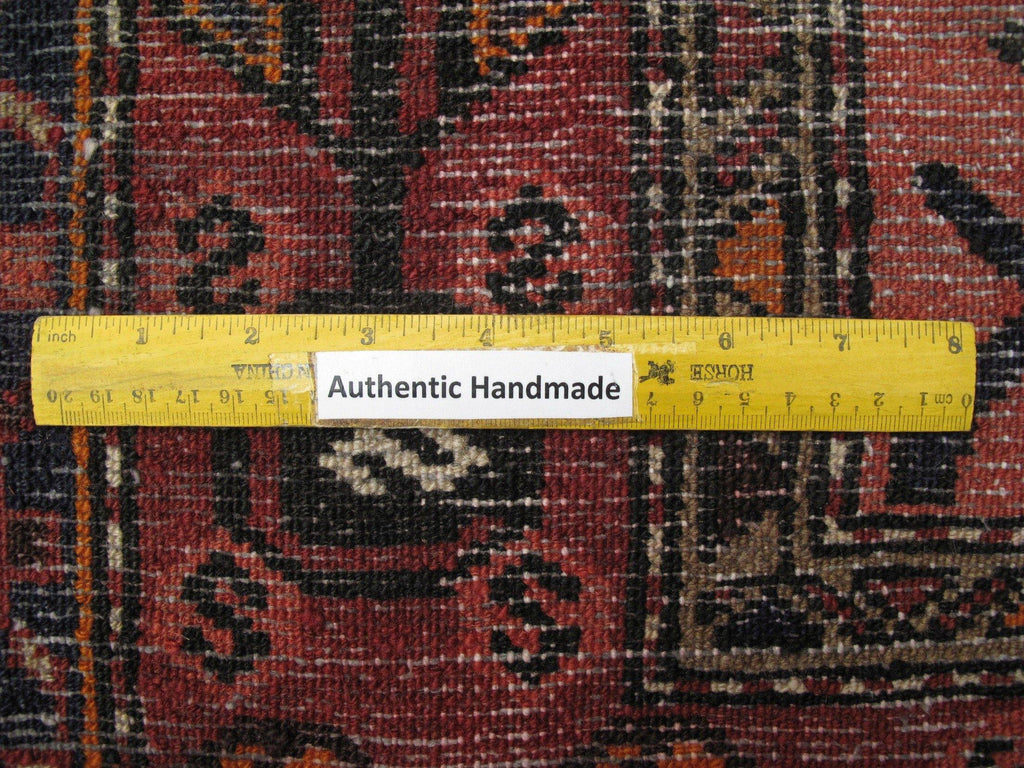 inch 1 2 3 4 5 6 7 8
CHINA HORSE
Authentic Handmade
20 19 18 17 16 15 7 6 5 4 3 2 1 cm 0